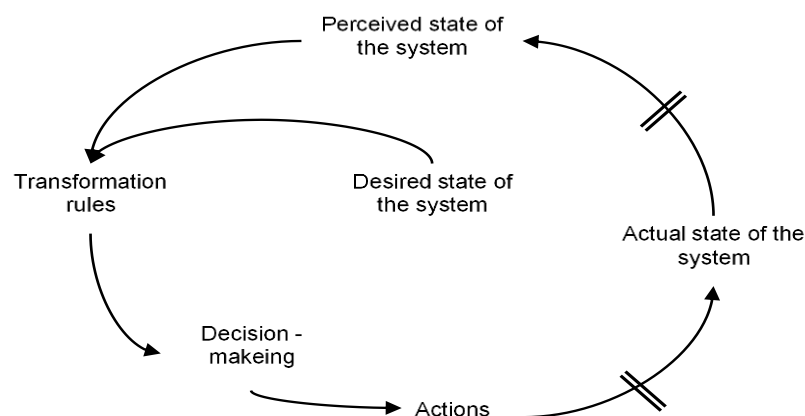 Perceived state of
the system
Transformation
rules
Desired state of
the system
Actual state of the
system
Decision -
makeing
Actions